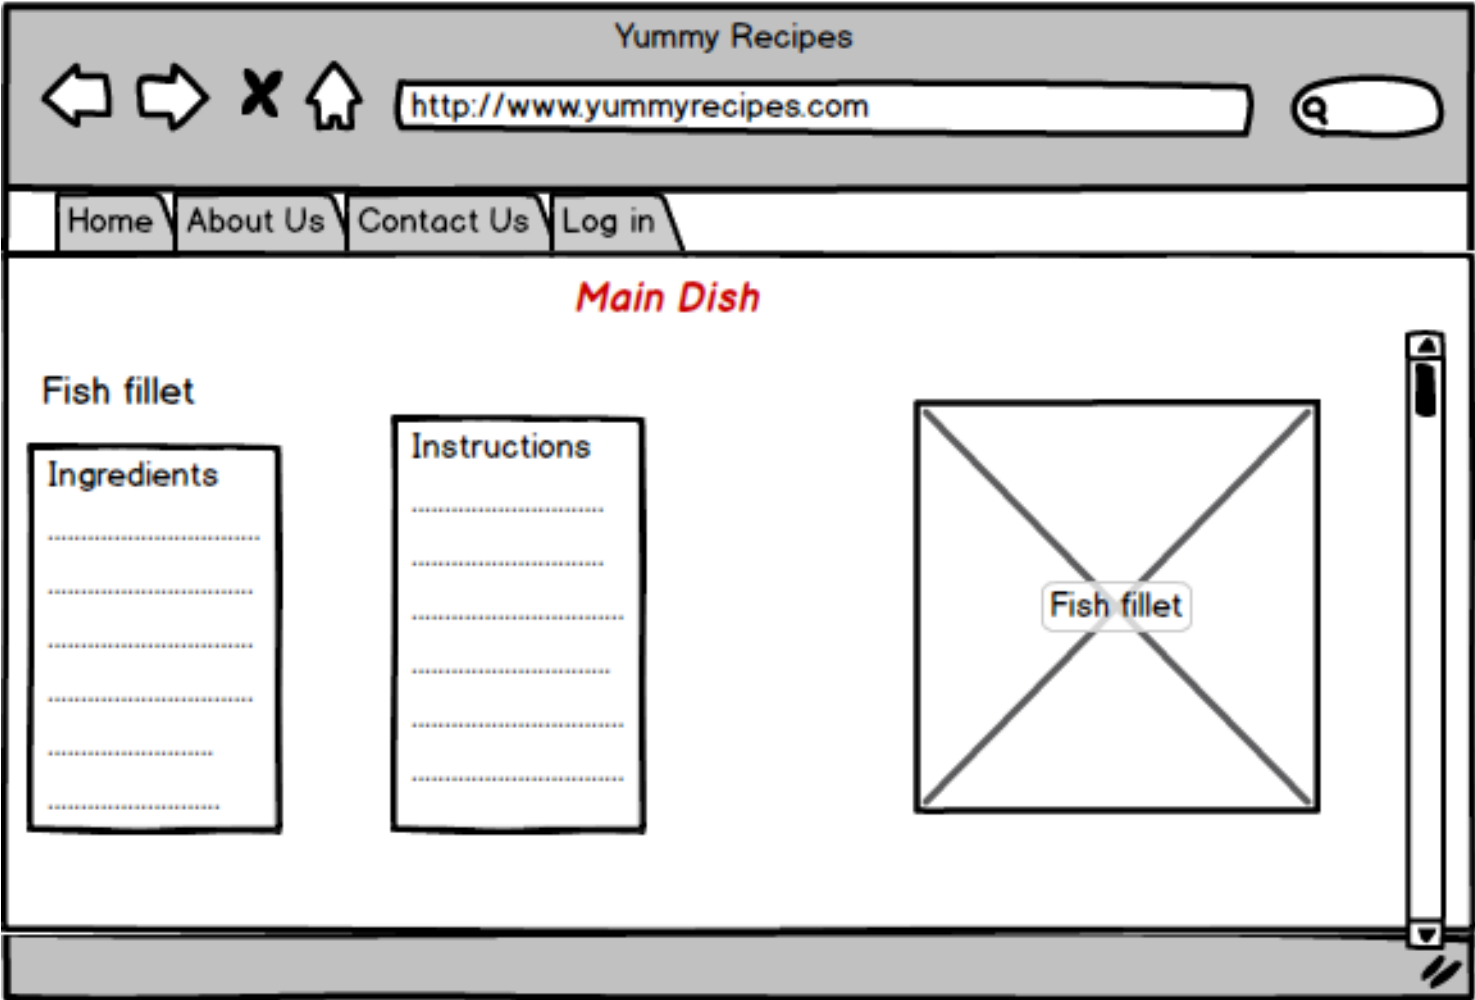 Yummy Recipes
http://www.yummyrecipes.com
Home About Us Contact Us Log in
Main Dish
Fish fillet
Ingredients
Instructions
Fish fillet